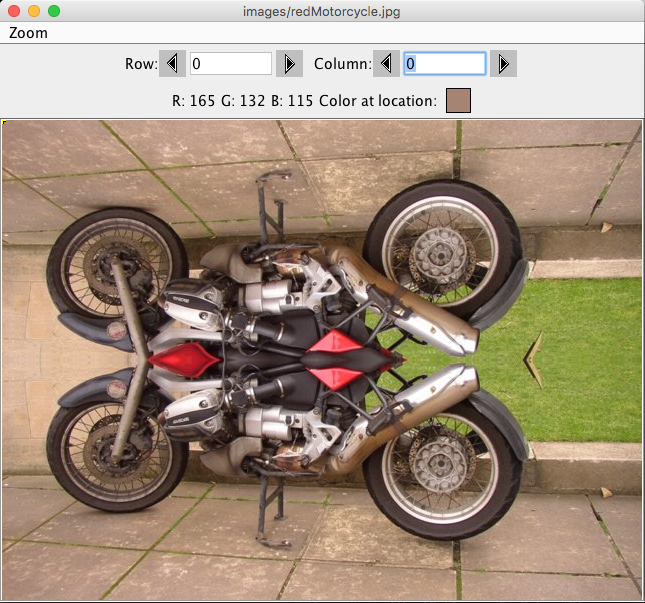 images/redMotorcycle.jpg
Zoom
Row: 0 Column: 0
R: 165 G: 132 B: 115 Color at location: